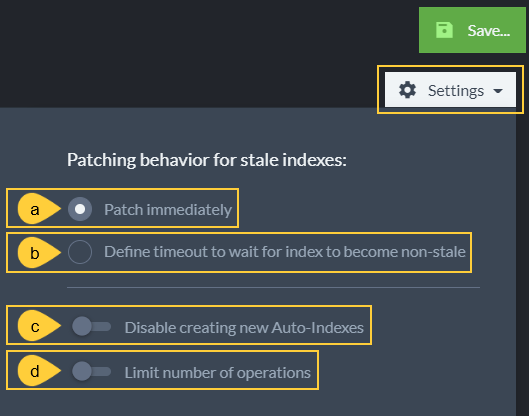 Save...
Settings
Patching behavior for stale indexes:
a Patch immediately
b Define timeout to wait for index to become non-stale
c Disable creating new Auto-Indexes
d Limit number of operations